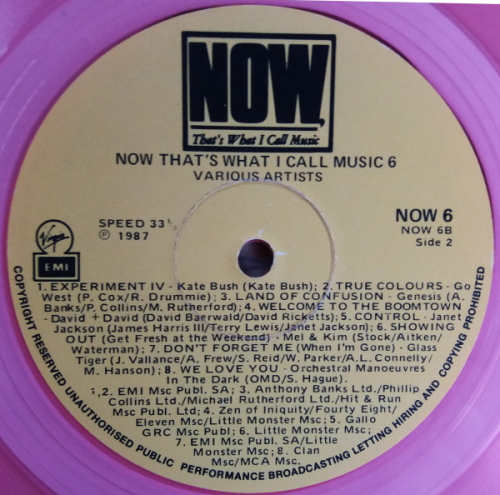 NOW
That's What I Call Music
NOW THAT'S WHAT I CALL MUSIC 6
VARIOUS ARTISTS
SPEED 33⅓
Ⓟ 1987
NOW 6
NOW 6B
Side 2
Virgin
EMI
1. EXPERIMENT IV - Kate Bush (Kate Bush); 2. TRUE COLOURS - Go
West (P. Cox/R. Drummie); 3. LAND OF CONFUSION - Genesis (A.
Banks/P. Collins/M. Rutherford); 4. WELCOME TO THE BOOMTOWN
- David + David (David Baerwald/David Ricketts); 5. CONTROL - Janet
Jackson (James Harris III/Terry Lewis/Janet Jackson); 6. SHOWING
OUT (Get Fresh at the Weekend) - Mel & Kim (Stock/Aitken/
Waterman); 7. DON'T FORGET ME (When I'm Gone) - Glass
Tiger (J. Vallance/A. Frew/S. Reid/W. Parker/A.L. Connelly/
M. Hanson); 8. WE LOVE YOU - Orchestral Manoeuvres
In The Dark (OMD/S. Hague).
1,2. EMI Msc Publ. SA; 3. Anthony Banks Ltd./Phillip
Collins Ltd./Michael Rutherford Ltd./Hit & Run
Msc Publ. Ltd; 4. Zen of Iniquity/Fourty Eight/
Eleven Msc/Little Monster Msc; 5. Gallo
GRC Msc Publ; 6. Little Monster Msc;
7. EMI Msc Publ. SA/Little
Monster Msc; 8. Clan
Msc/MCA Msc.
COPYRIGHT RESERVED UNAUTHORISED PUBLIC PERFORMANCE BROADCASTING LETTING HIRING AND COPYING PROHIBITED